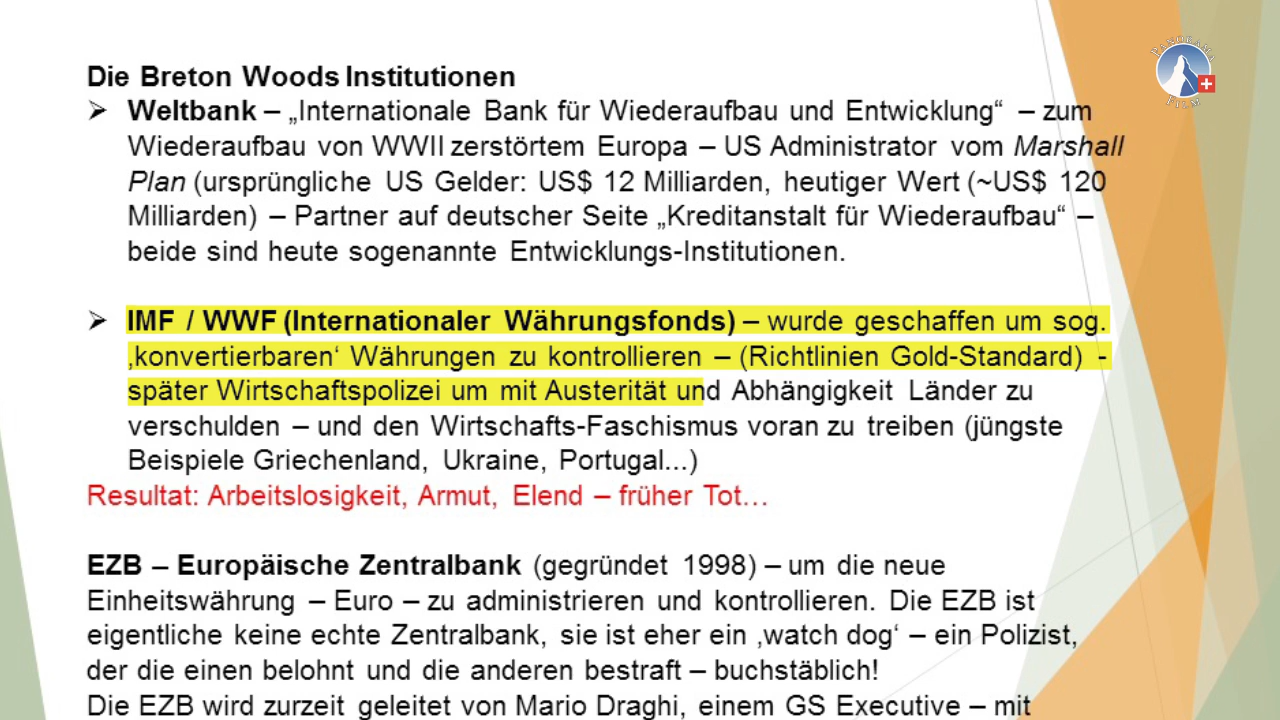 Die Breton Woods Institutionen
➢ Weltbank – „Internationale Bank für Wiederaufbau und Entwicklung“ – zum
Wiederaufbau von WWII zerstörtem Europa – US Administrator vom Marshall
Plan (ursprüngliche US Gelder: US$ 12 Milliarden, heutiger Wert (~US$ 120
Milliarden) – Partner auf deutscher Seite „Kreditanstalt für Wiederaufbau“ –
beide sind heute sogenannte Entwicklungs-Institutionen.
➢ IMF / WWF (Internationaler Währungsfonds) – wurde geschaffen um sog.
‚konvertierbaren‘ Währungen zu kontrollieren – (Richtlinien Gold-Standard) -
später Wirtschaftspolizei um mit Austerität und Abhängigkeit Länder zu
verschulden – und den Wirtschafts-Faschismus voran zu treiben (jüngste
Beispiele Griechenland, Ukraine, Portugal...)
Resultat: Arbeitslosigkeit, Armut, Elend – früher Tot…
EZB – Europäische Zentralbank (gegründet 1998) – um die neue
Einheitswährung – Euro – zu administrieren und kontrollieren. Die EZB ist
eigentliche keine echte Zentralbank, sie ist eher ein ‚watch dog‘ – ein Polizist,
der die einen belohnt und die anderen bestraft – buchstäblich!
Die EZB wird zurzeit geleitet von Mario Draghi, einem GS Executive – mit
PANORAMA
FILM